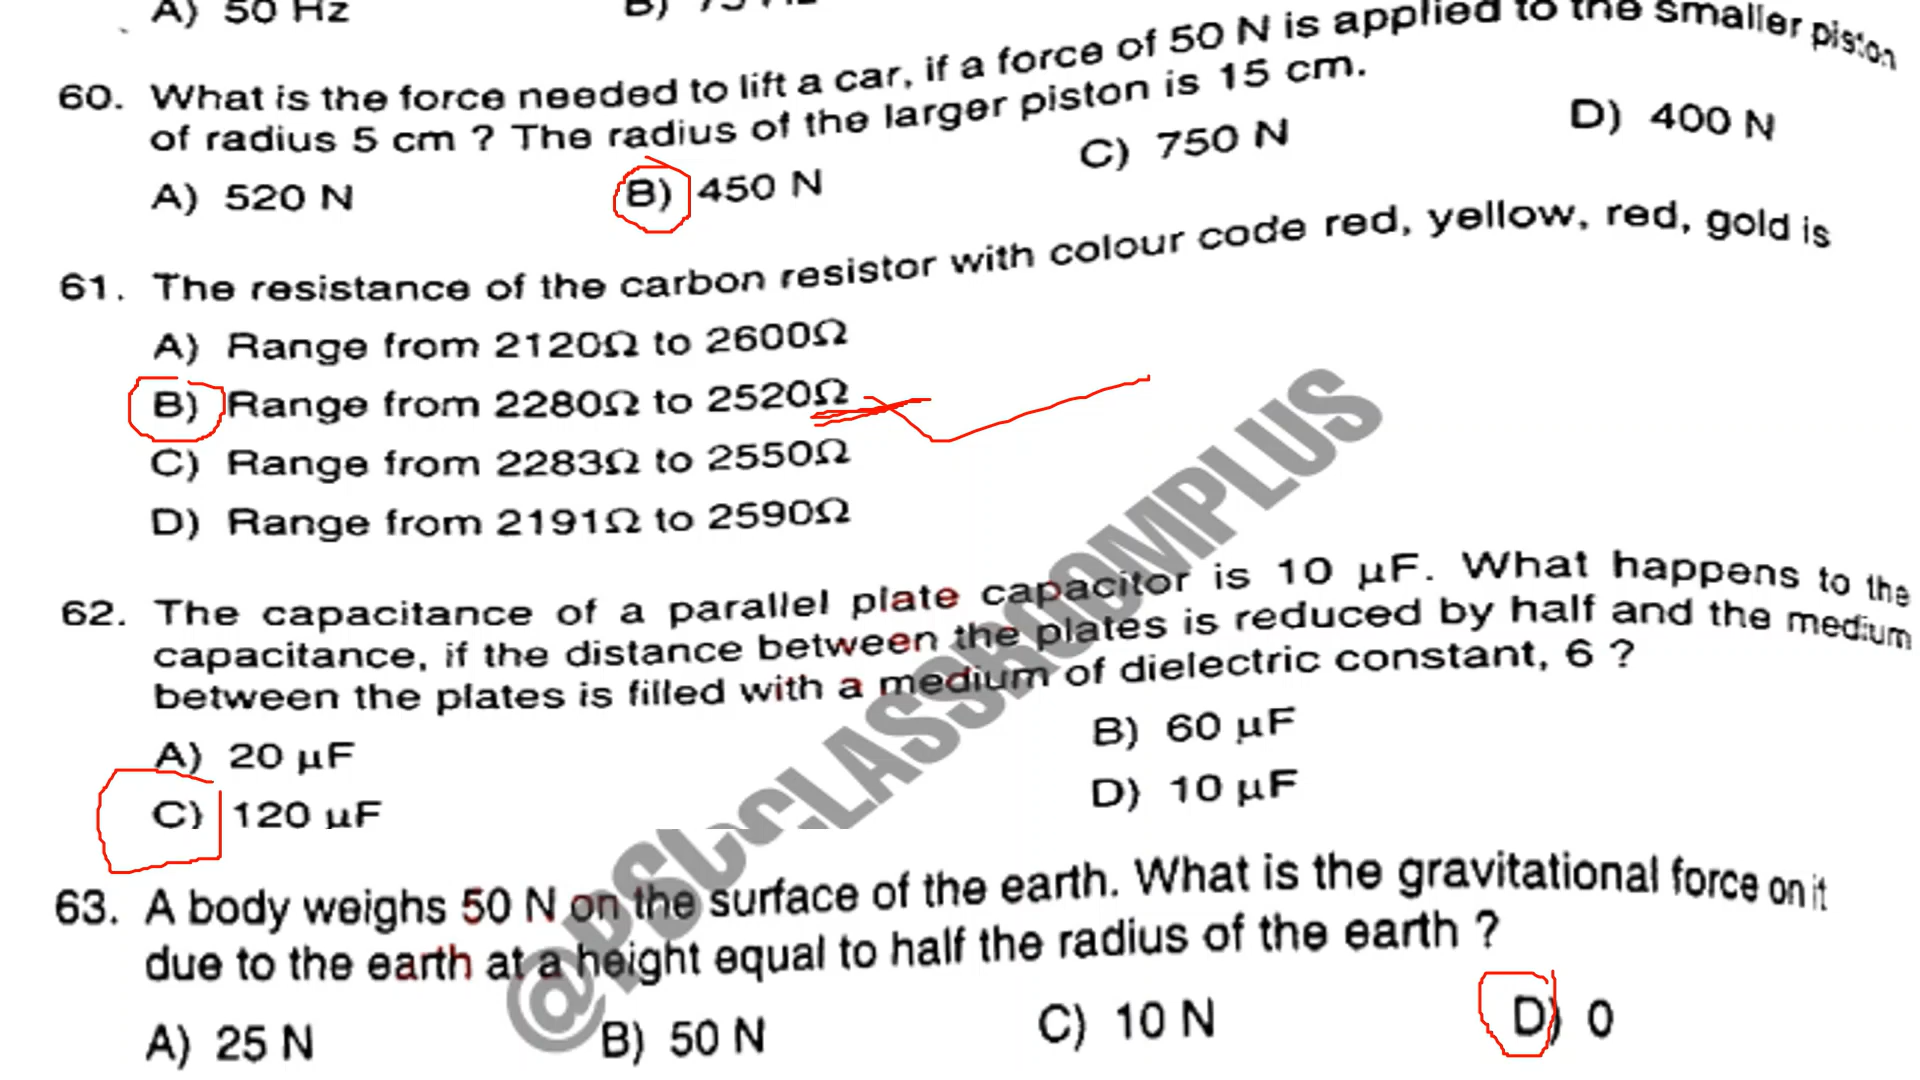 A) 50 Hz
60. What is the force needed to lift a car, if a force of 50 N is applied to the smaller piston
of radius 5 cm ? The radius of the larger piston is 15 cm.
A) 520 N B) 450 N C) 750 N D) 400 N
61. The resistance of the carbon resistor with colour code red, yellow, red, gold is
A) Range from 2120Ω to 2600Ω
B) Range from 2280Ω to 2520Ω
C) Range from 2283Ω to 2550Ω
D) Range from 2191Ω to 2590Ω
62. The capacitance of a parallel plate capacitor is 10 μF. What happens to the
capacitance, if the distance between the plates is reduced by half and the medium
between the plates is filled with a medium of dielectric constant, 6 ?
A) 20 μF B) 60 μF
C) 120 μF D) 10 μF
63. A body weighs 50 N on the surface of the earth. What is the gravitational force on it
due to the earth at a height equal to half the radius of the earth ?
A) 25 N B) 50 N C) 10 N D) 0